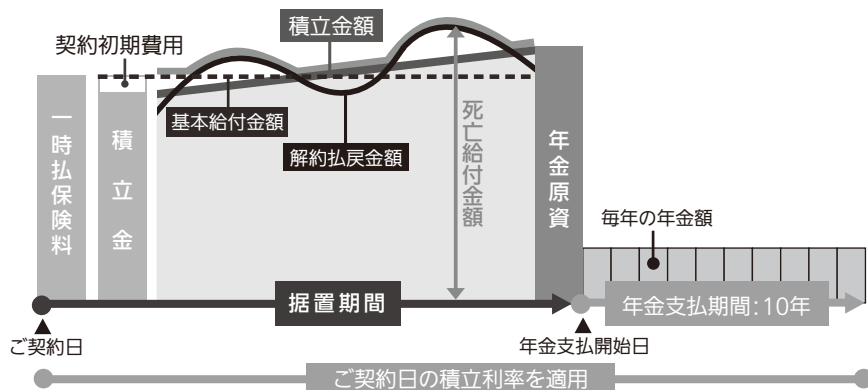 積立金額
契約初期費用
基本給付金額
解約払戻金額
一時払保険料
積立金
死亡給付金額
年金原資
毎年の年金額
据置期間
年金支払期間:10年
ご契約日
年金支払開始日
ご契約日の積立利率を適用